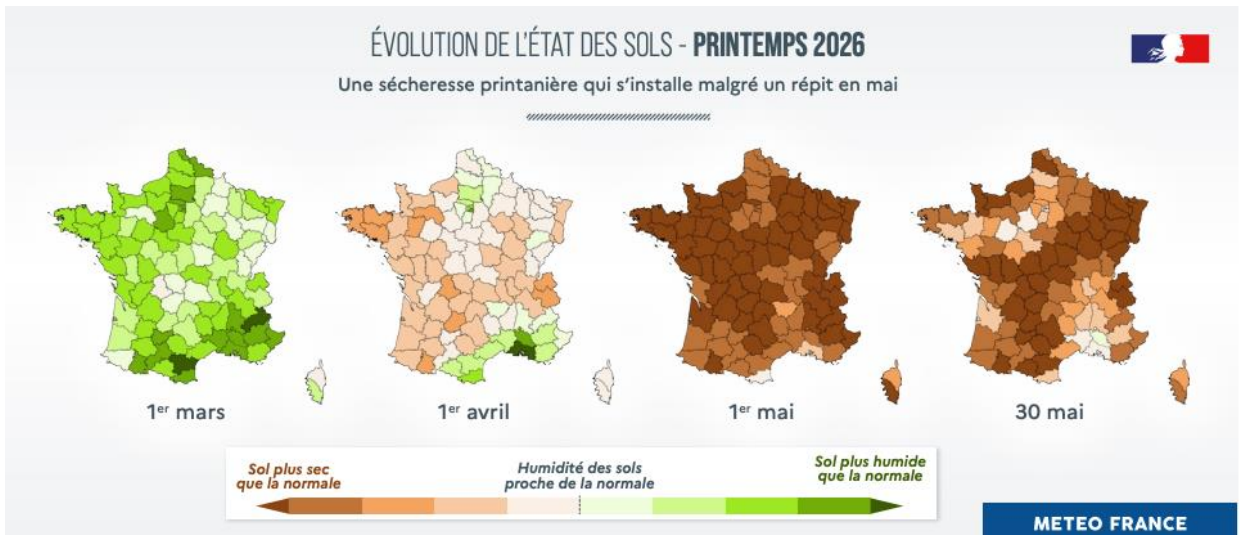 ÉVOLUTION DE L'ÉTAT DES SOLS - PRINTEMPS 2026
Une sécheresse printanière qui s'installe malgré un répit en mai
1er mars
1er avril
1er mai
30 mai
Sol plus sec
que la normale
Humidité des sols
proche de la normale
Sol plus humide
que la normale
METEO FRANCE